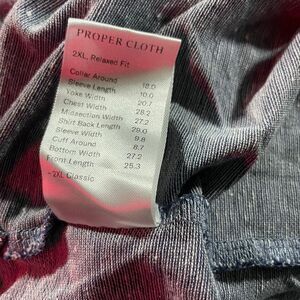 PROPER CLOTH
2XL, Relaxed Fit
Collar Around 18.0
Sleeve Length 10.0
Yoke Width 20.7
Chest Width 28.2
Midsection Width 27.2
Shirt Back Length 29.0
Sleeve Width 9.8
Cuff Around 8.7
Bottom Width 27.2
Front Length 25.3
~2XL Classic